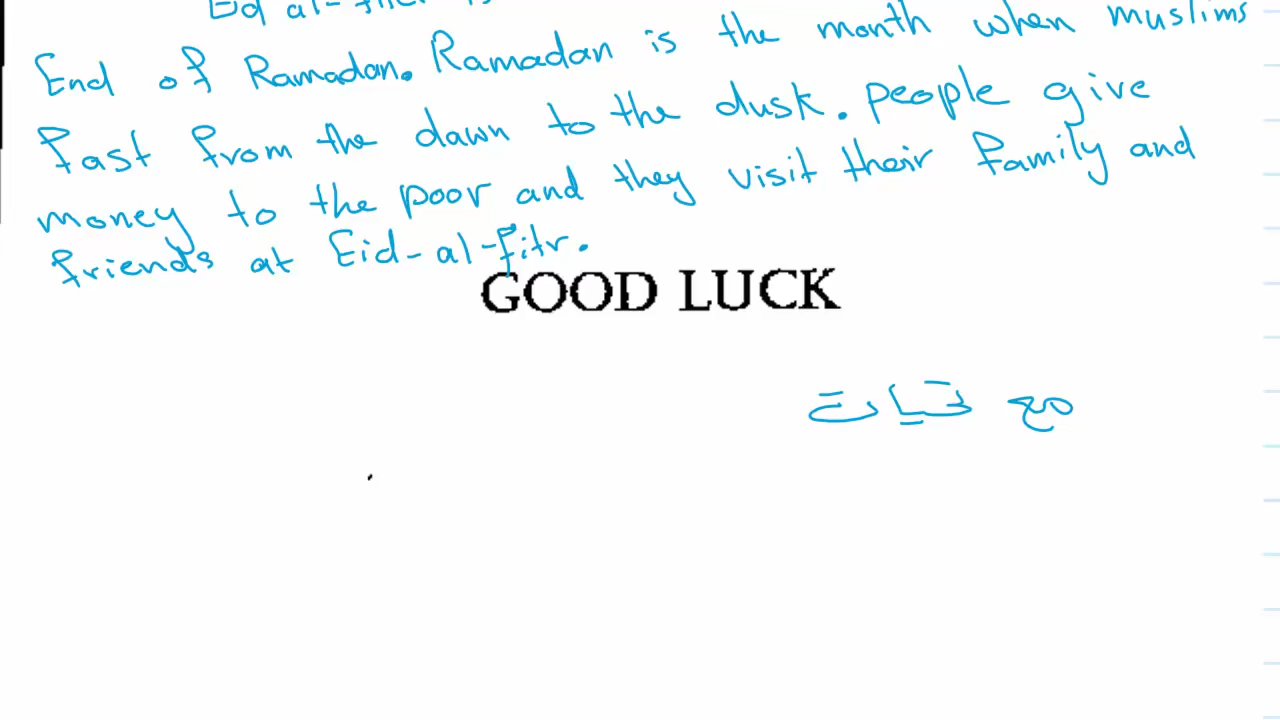 End of Ramadan. Ramadan is the month when muslims
fast from the dawn to the dusk. people give
money to the poor and they visit their family and
friends at Eid-al-fitr.
GOOD LUCK
مع تحيات